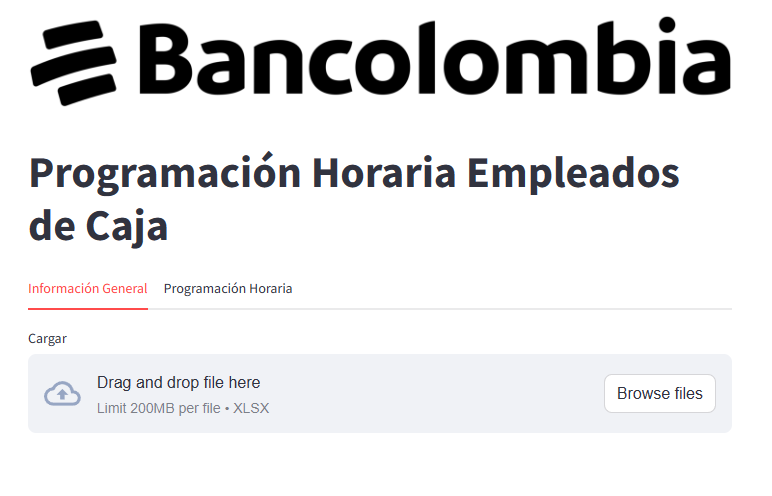 Bancolombia
Programación Horaria Empleados
de Caja
Información General
Programación Horaria
Cargar
Drag and drop file here
Limit 200MB per file • XLSX
Browse files